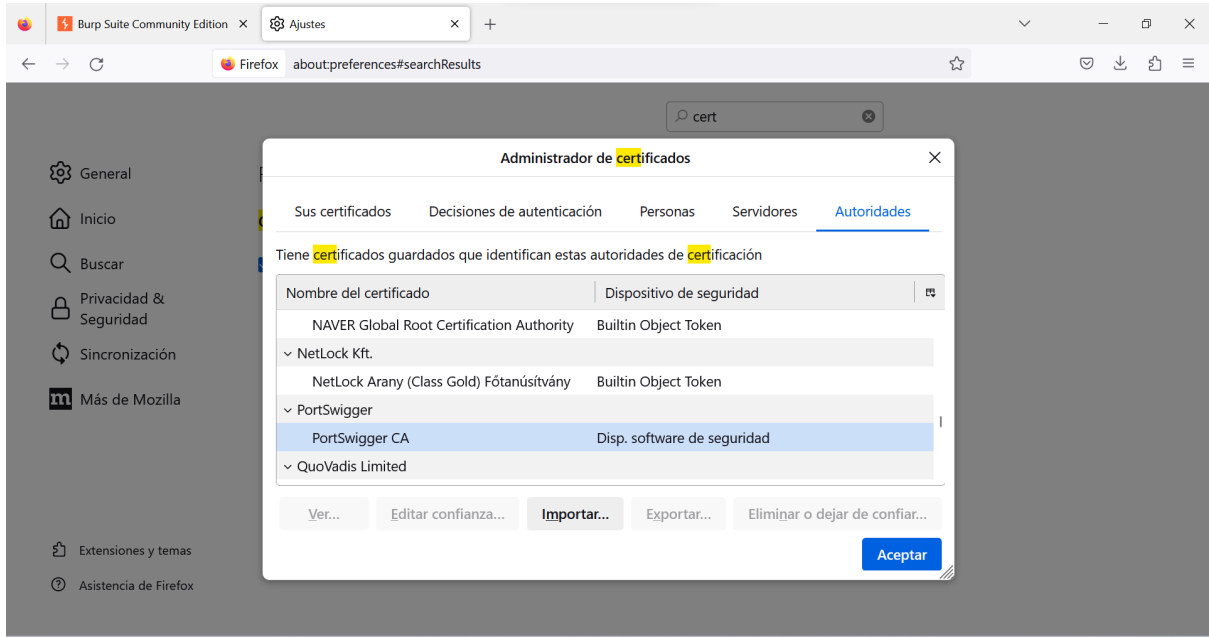 Burp Suite Community Edition
Ajustes
Firefox about:preferences#searchResults
cert
General
Inicio
Buscar
Privacidad &
Seguridad
Sincronización
Más de Mozilla
Extensiones y temas
Asistencia de Firefox
Administrador de certificados
Sus certificados Decisiones de autenticación Personas Servidores Autoridades
Tiene certificados guardados que identifican estas autoridades de certificación
Nombre del certificado Dispositivo de seguridad
NAVER Global Root Certification Authority Builtin Object Token
NetLock Kft.
NetLock Arany (Class Gold) Főtanúsítvány Builtin Object Token
PortSwigger
PortSwigger CA Disp. software de seguridad
QuoVadis Limited
Ver... Editar confianza... Importar... Exportar... Eliminar o dejar de confiar...
Aceptar